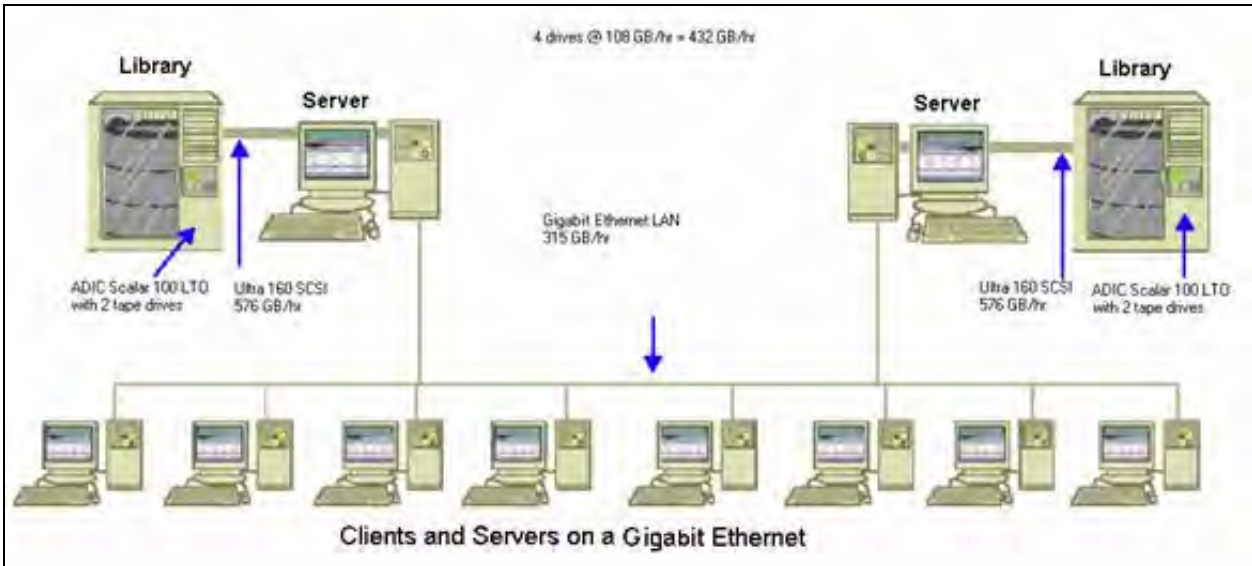 4 drives @ 108 GB/hr = 432 GB/hr
Library
Server
Server
Library
Gigabit Ethernet LAN
315 GB/hr
ADIC Scalar 100 LTO
with 2 tape drives
Ultra 160 SCSI
576 GB/hr
Ultra 160 SCSI
576 GB/hr
ADIC Scalar 100 LTO
with 2 tape drives
Clients and Servers on a Gigabit Ethernet